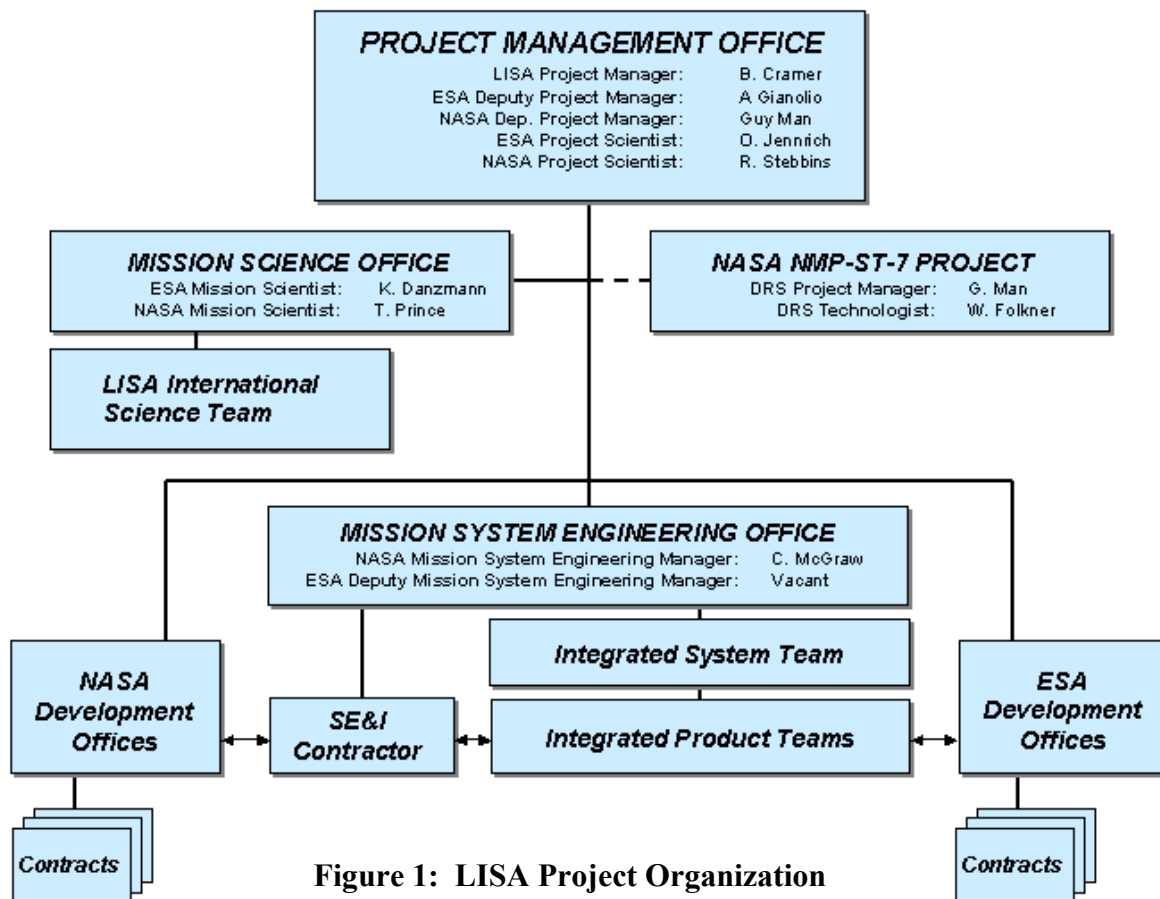 PROJECT MANAGEMENT OFFICE
LISA Project Manager: B. Cramer
ESA Deputy Project Manager: A Gianolio
NASA Dep. Project Manager: Guy Man
ESA Project Scientist: O. Jennrich
NASA Project Scientist: R. Stebbins
MISSION SCIENCE OFFICE
ESA Mission Scientist: K. Danzmann
NASA Mission Scientist: T. Prince
NASA NMP-ST-7 PROJECT
DRS Project Manager: G. Man
DRS Technologist: W. Folkner
LISA International
Science Team
MISSION SYSTEM ENGINEERING OFFICE
NASA Mission System Engineering Manager: C. McGraw
ESA Deputy Mission System Engineering Manager: Vacant
NASA
Development
Offices
SE&I
Contractor
Integrated System Team
Integrated Product Teams
ESA
Development
Offices
Contracts
Contracts
Figure 1: LISA Project Organization